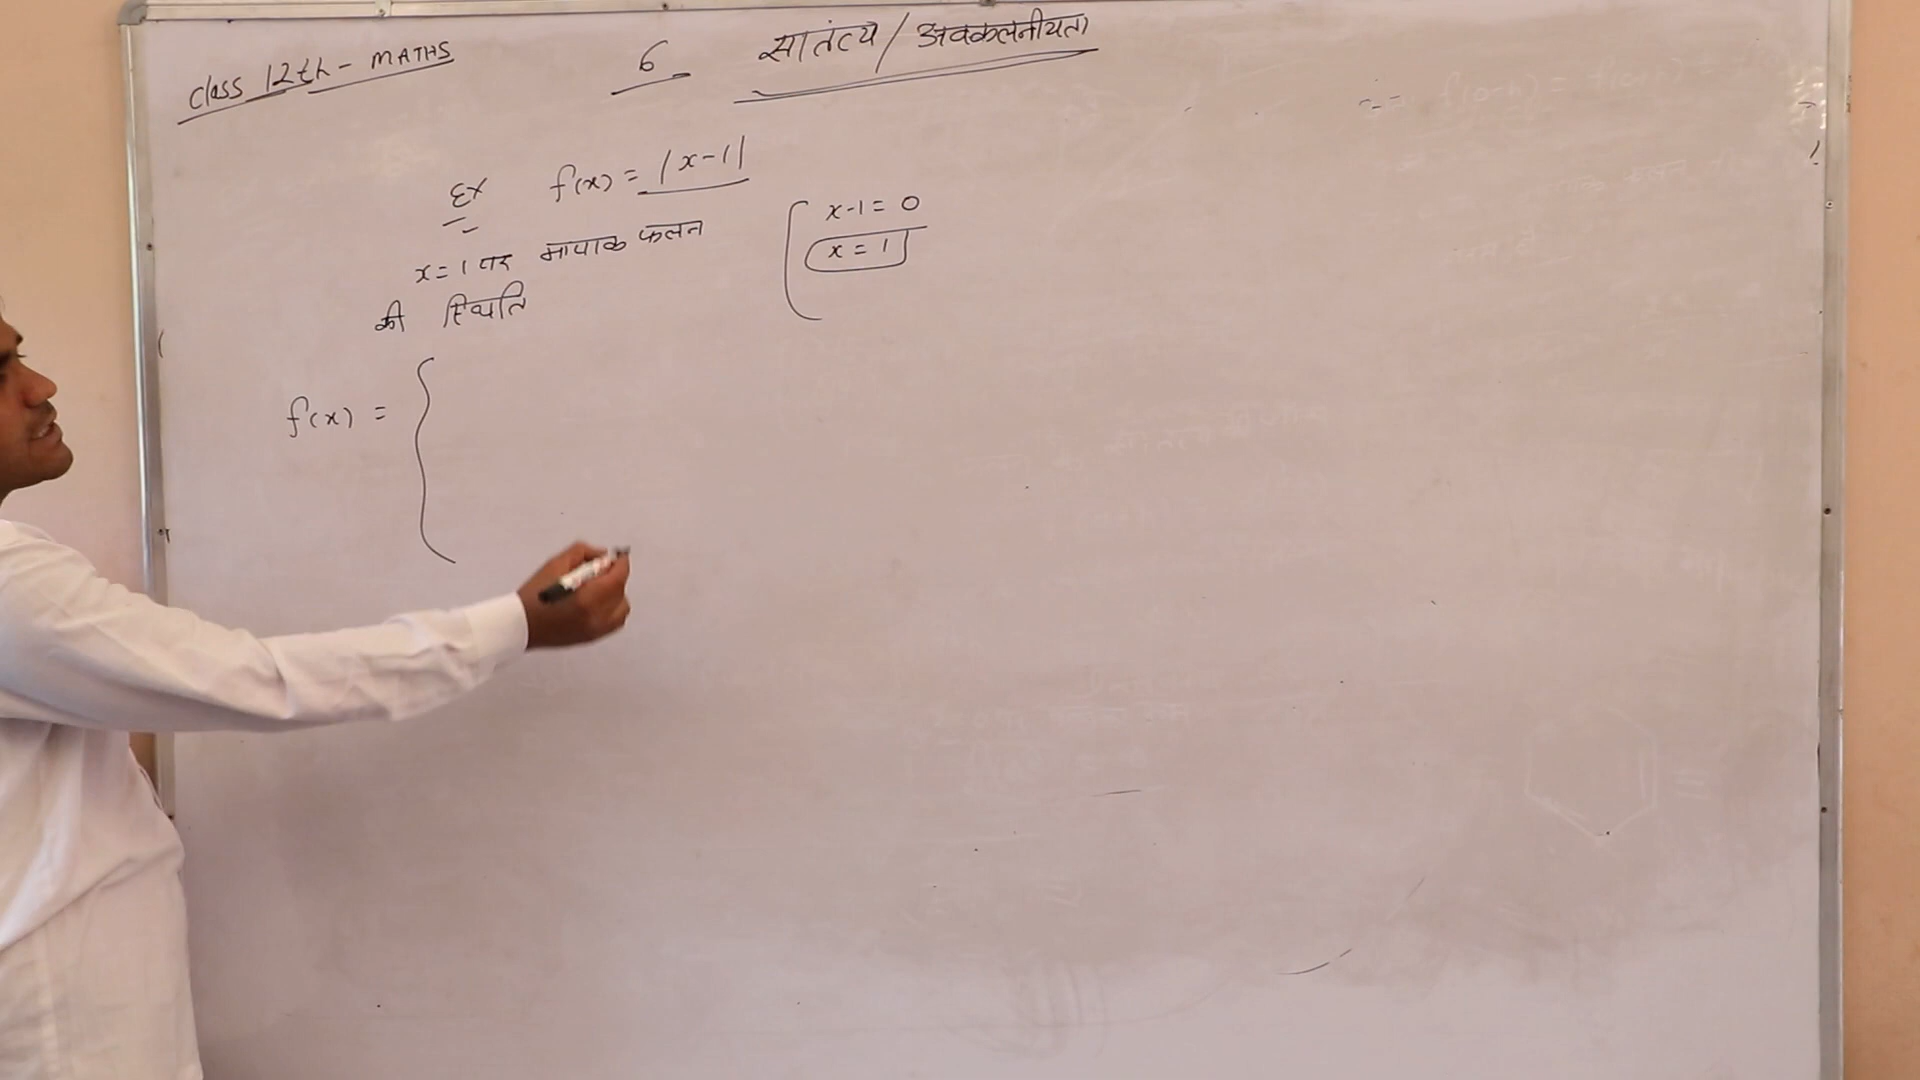 class 12th - MATHS
6
सातंत्य / अवकलनीयता
Ex f(x) = |x-1|
x=1 पर मापाक फलन
की स्थिति
x-1 = 0
x = 1
f(x) = {